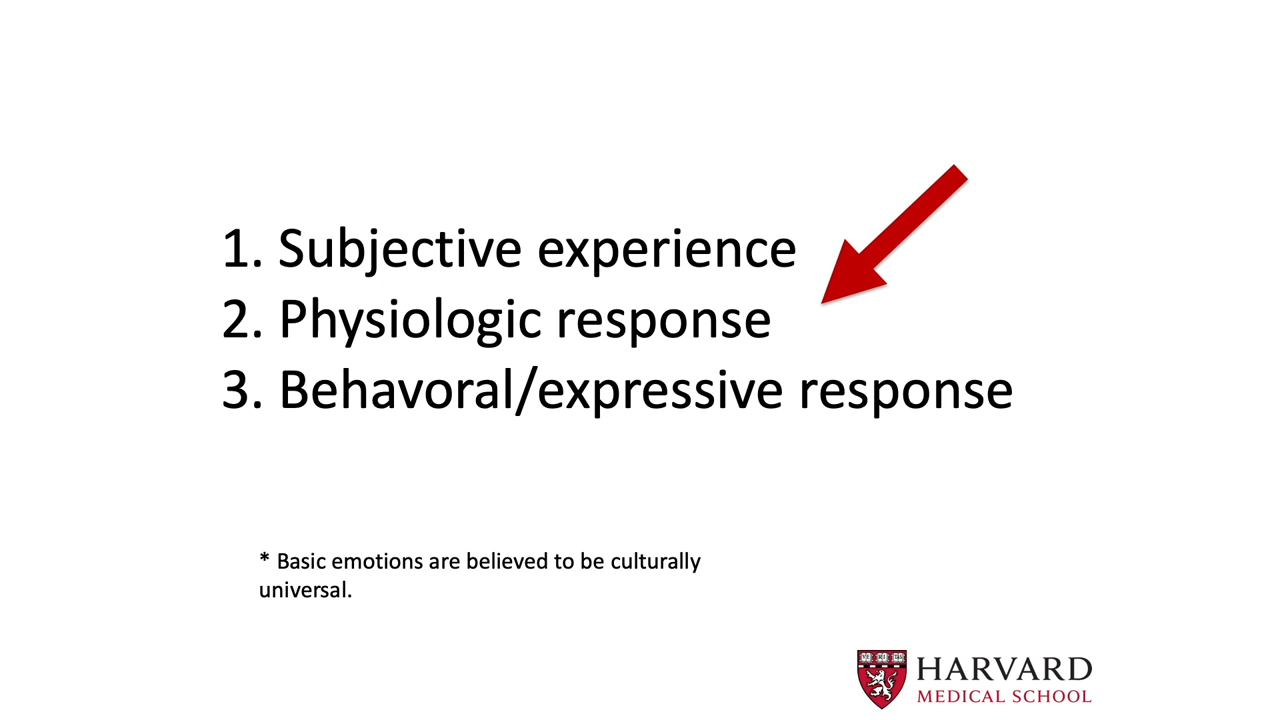 1. Subjective experience
2. Physiologic response
3. Behavoral/expressive response
* Basic emotions are believed to be culturally
universal.
HARVARD
MEDICAL SCHOOL